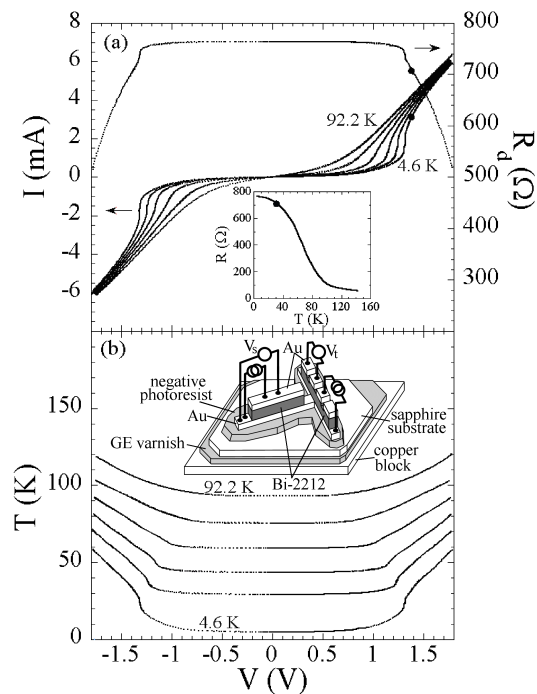 (a)
I (mA)
8
6
4
2
0
-2
-4
-6
R_d (Ω)
800
700
600
500
400
300
92.2 K
4.6 K
R (Ω)
800
600
400
200
0
0 40 80 120 160
T (K)
(b)
T (K)
150
100
50
0
V_s
Au
V_t
negative
photoresist
Au
GE varnish
sapphire
substrate
copper
block
Bi-2212
92.2 K
4.6 K
-1.5 -1 -0.5 0 0.5 1 1.5
V (V)